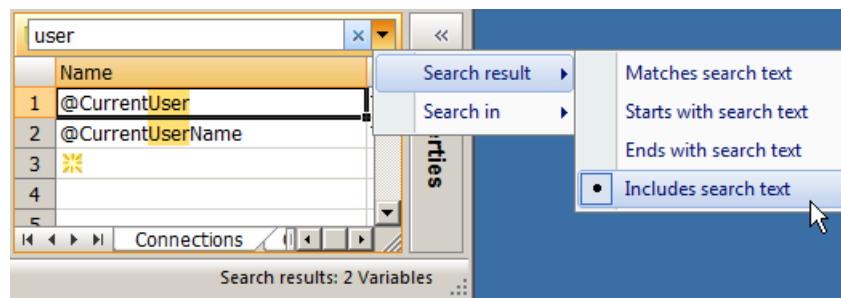 user
Name
1 @CurrentUser
2 @CurrentUserName
3
4
Connections
Search results: 2 Variables
Search result
Search in
Matches search text
Starts with search text
Ends with search text
Includes search text